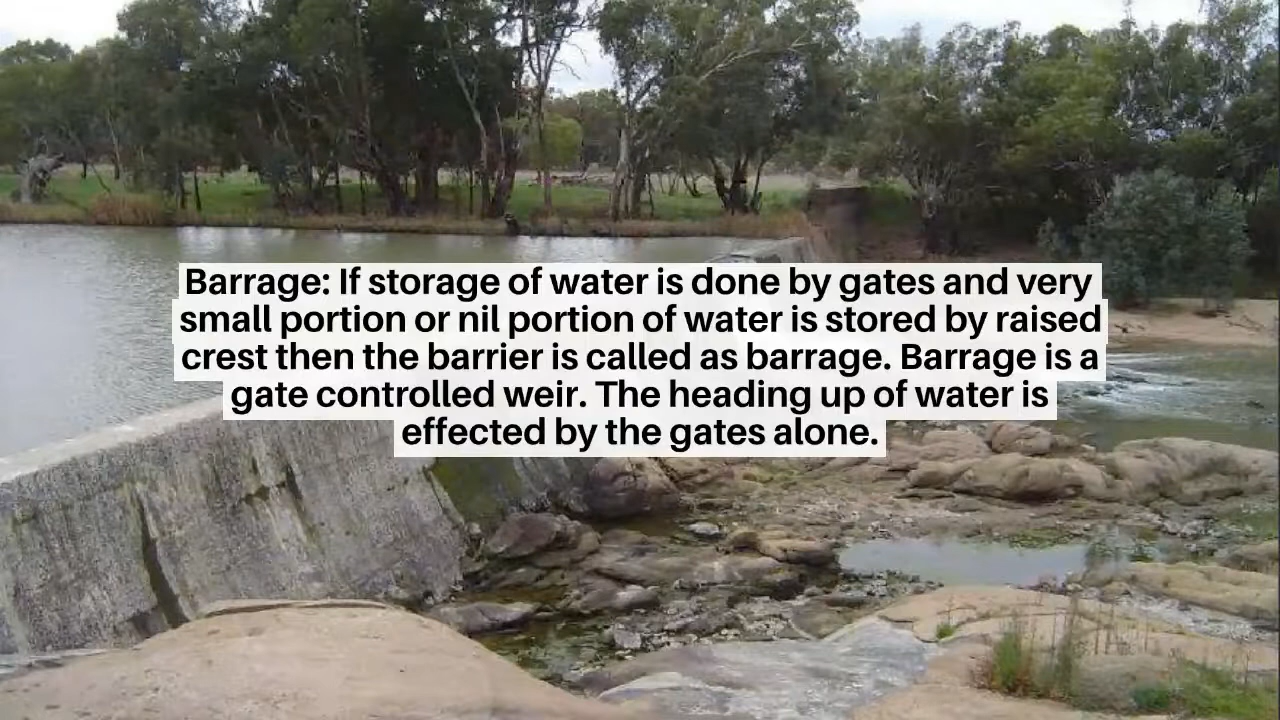 Barrage: If storage of water is done by gates and very
small portion or nil portion of water is stored by raised
crest then the barrier is called as barrage. Barrage is a
gate controlled weir. The heading up of water is
effected by the gates alone.